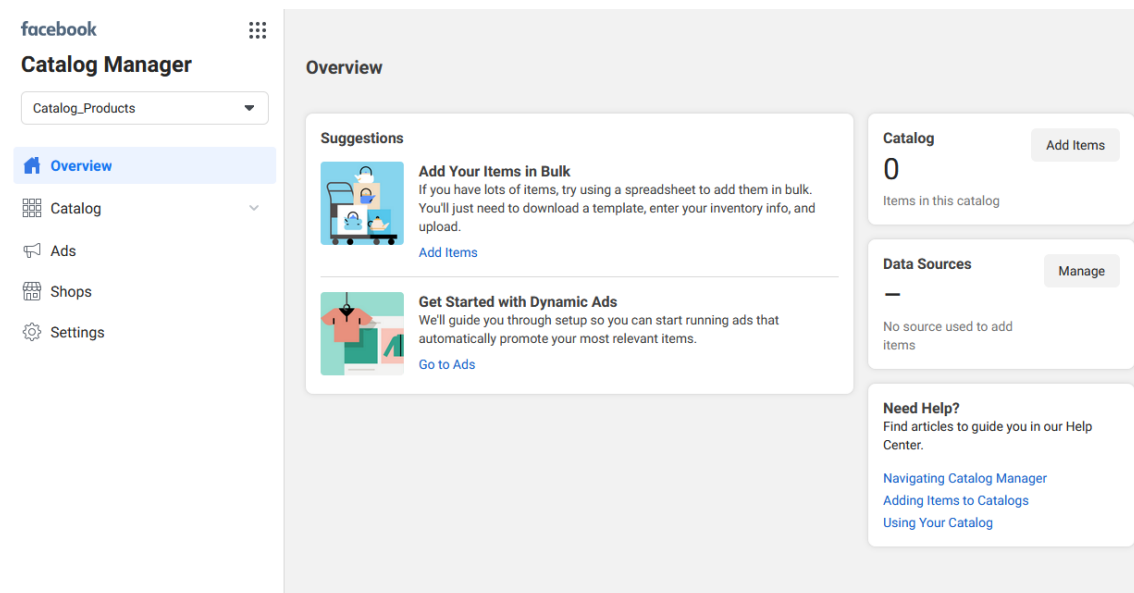 facebook
Catalog Manager
Catalog_Products
Overview
Catalog
Ads
Shops
Settings
Overview
Suggestions
Add Your Items in Bulk
If you have lots of items, try using a spreadsheet to add them in bulk.
You'll just need to download a template, enter your inventory info, and
upload.
Add Items
Get Started with Dynamic Ads
We'll guide you through setup so you can start running ads that
automatically promote your most relevant items.
Go to Ads
Catalog
Add Items
0
Items in this catalog
Data Sources
Manage
–
No source used to add
items
Need Help?
Find articles to guide you in our Help
Center.
Navigating Catalog Manager
Adding Items to Catalogs
Using Your Catalog